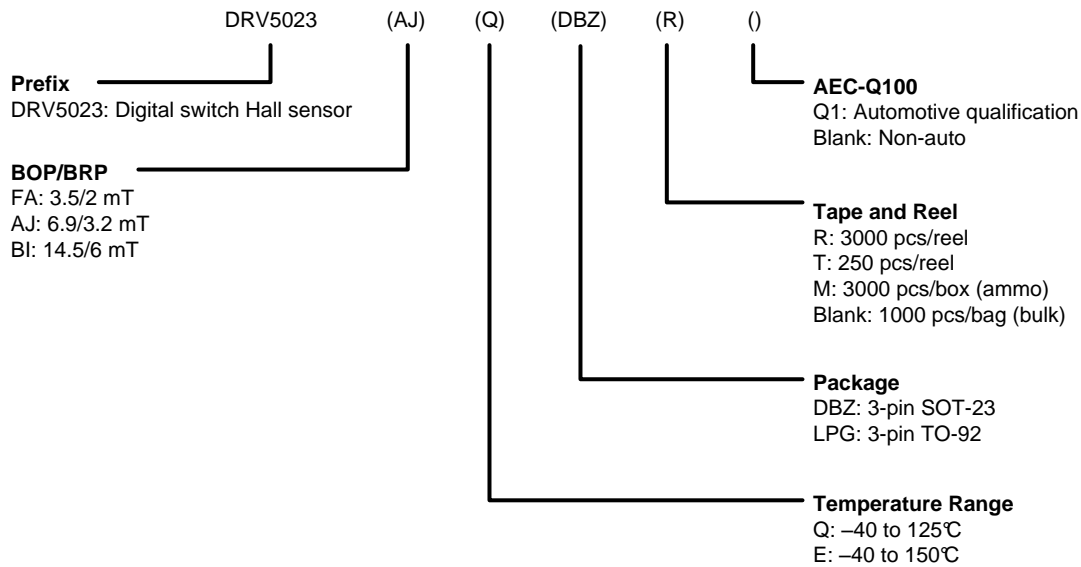 DRV5023 (AJ) (Q) (DBZ) (R) ()
Prefix
DRV5023: Digital switch Hall sensor
BOP/BRP
FA: 3.5/2 mT
AJ: 6.9/3.2 mT
BI: 14.5/6 mT
AEC-Q100
Q1: Automotive qualification
Blank: Non-auto
Tape and Reel
R: 3000 pcs/reel
T: 250 pcs/reel
M: 3000 pcs/box (ammo)
Blank: 1000 pcs/bag (bulk)
Package
DBZ: 3-pin SOT-23
LPG: 3-pin TO-92
Temperature Range
Q: –40 to 125℃
E: –40 to 150℃